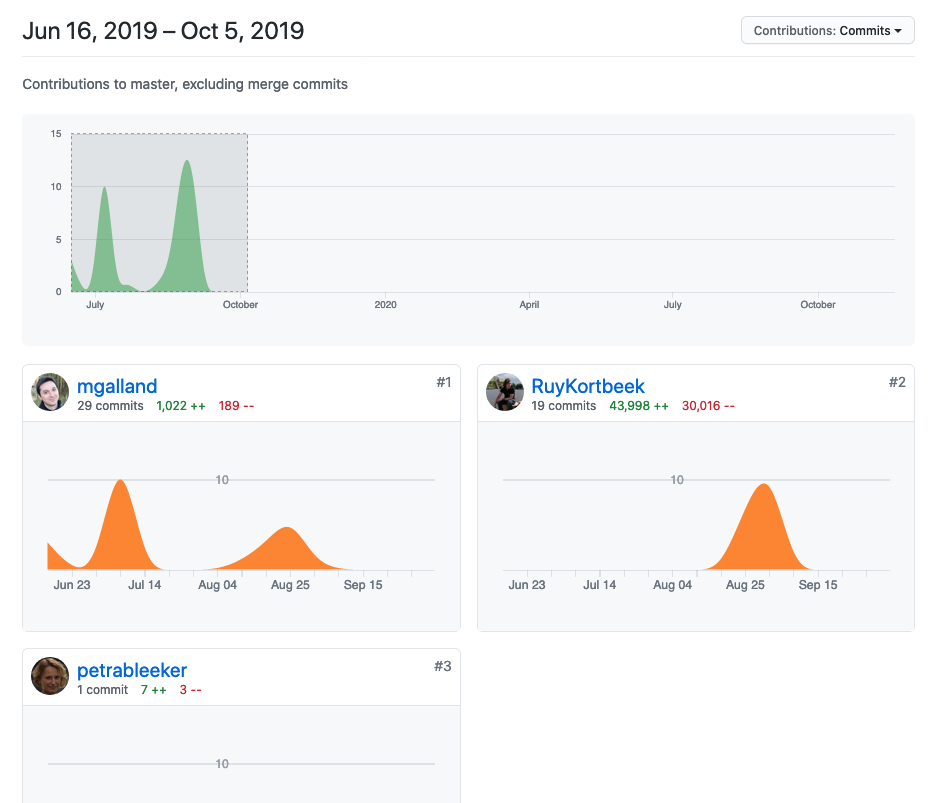 Jun 16, 2019 – Oct 5, 2019
Contributions: Commits
Contributions to master, excluding merge commits
15
10
5
0
July October 2020 April July October
mgalland #1
29 commits 1,022 ++ 189 --
10
Jun 23 Jul 14 Aug 04 Aug 25 Sep 15
RuyKortbeek #2
19 commits 43,998 ++ 30,016 --
10
Jun 23 Jul 14 Aug 04 Aug 25 Sep 15
petrableeker #3
1 commit 7 ++ 3 --
10